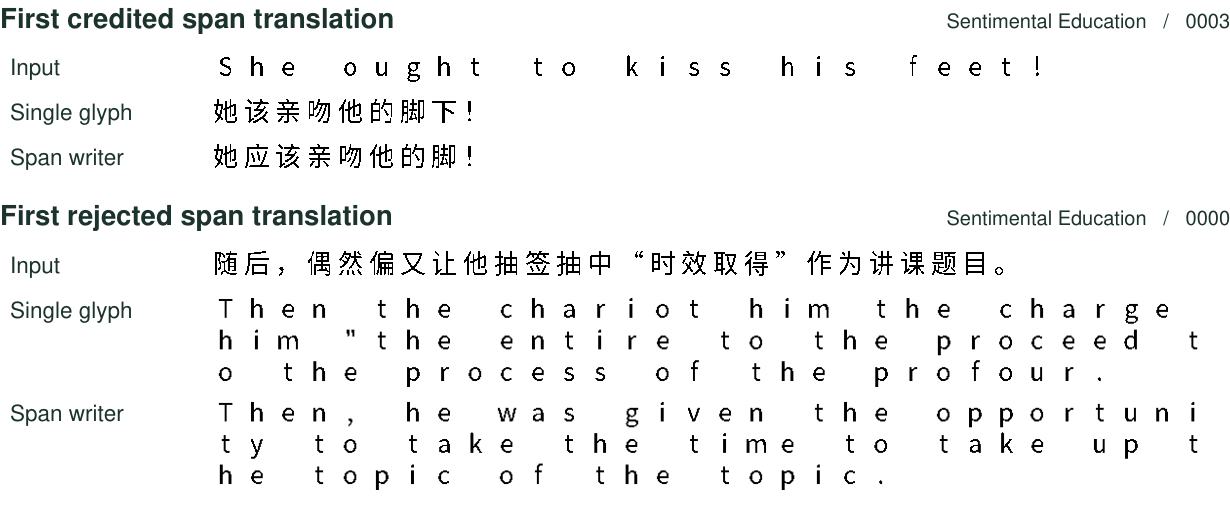 First credited span translation Sentimental Education / 0003
Input She ought to kiss his feet!
Single glyph 她该亲吻他的脚下!
Span writer 她应该亲吻他的脚!
First rejected span translation Sentimental Education / 0000
Input 随后，偶然偏又让他抽签抽中“时效取得”作为讲课题目。
Single glyph Then the chariot him the charge
him "the entire to the proceed t
o the process of the profour.
Span writer Then, he was given the opportuni
ty to take the time to take up t
he topic of the topic.